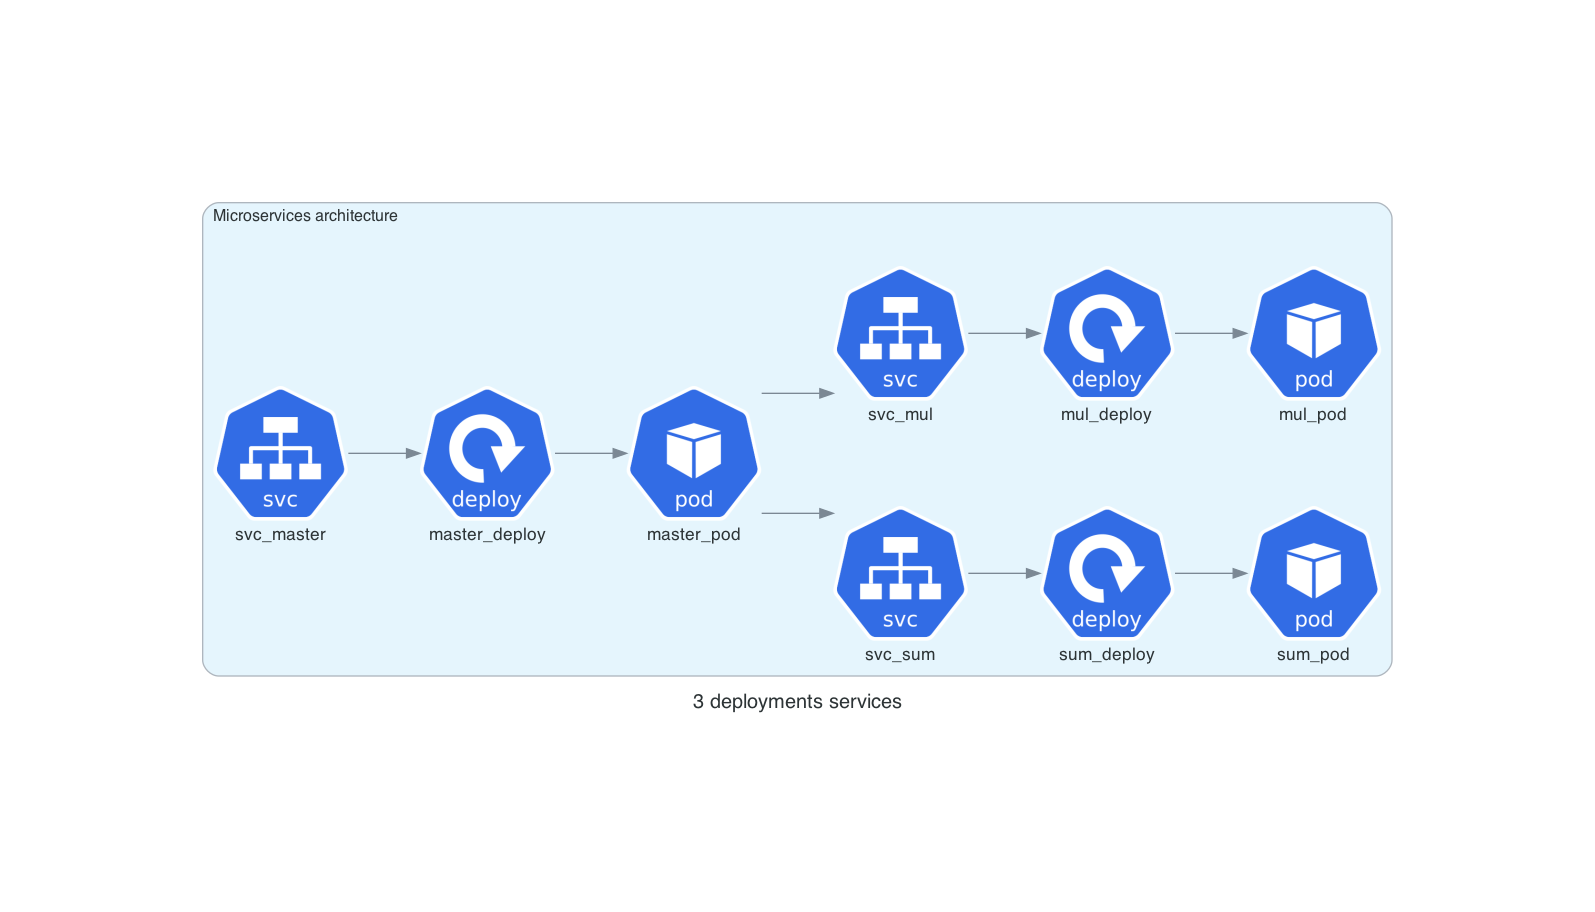 Microservices architecture
svc
svc_master
deploy
master_deploy
pod
master_pod
svc
svc_mul
deploy
mul_deploy
pod
mul_pod
svc
svc_sum
deploy
sum_deploy
pod
sum_pod
3 deployments services